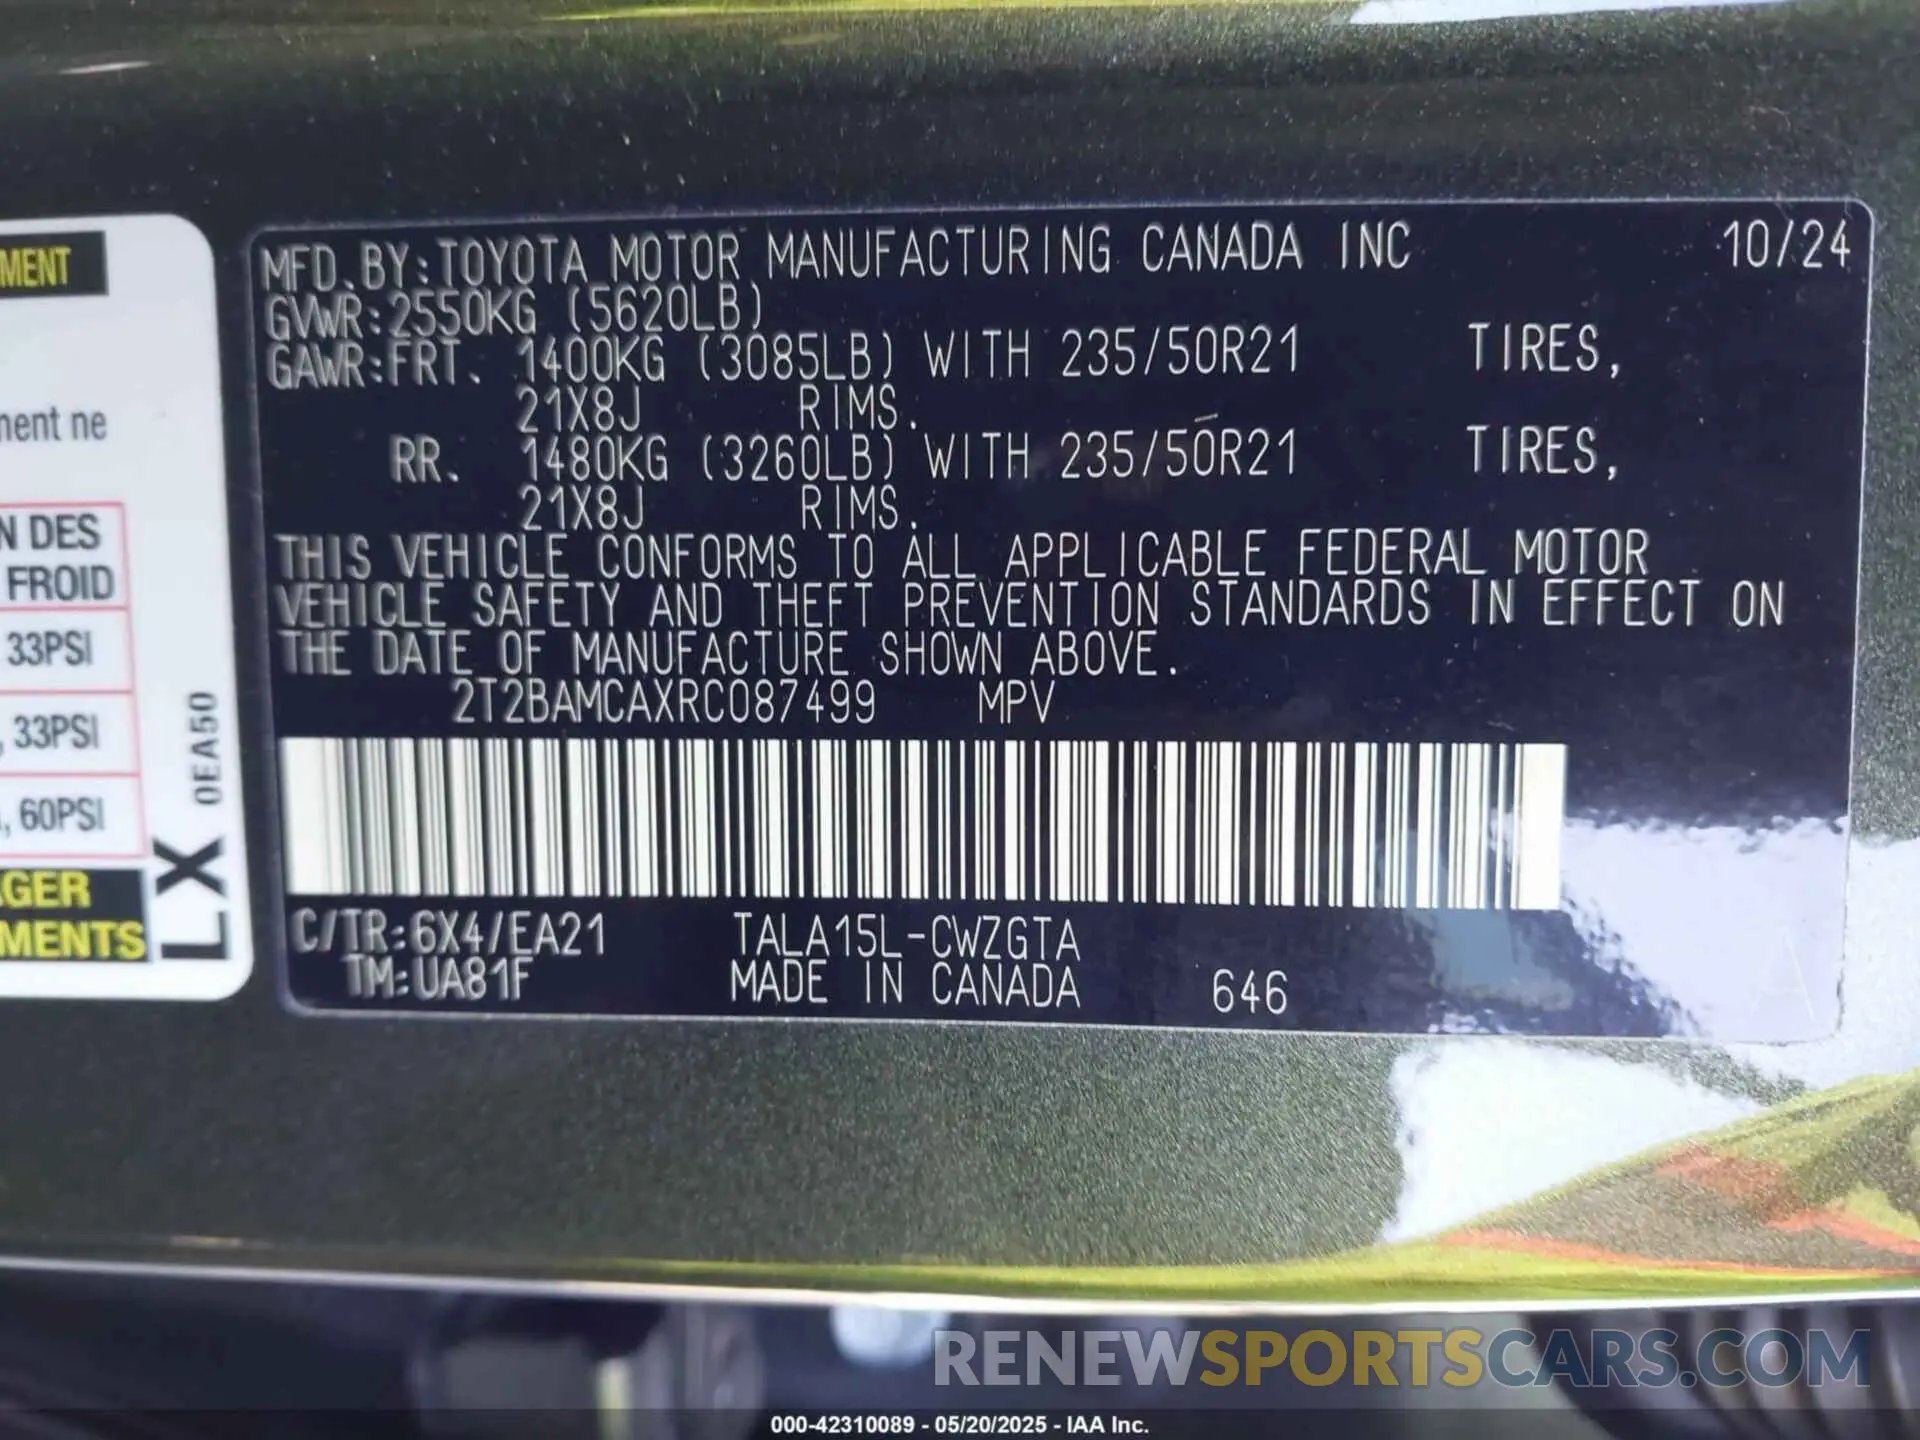 MENT
ment ne
N DES
FROID
33PSI
, 33PSI
, 60PSI
AGER
MENTS
LX
0EA50
MFD.BY:TOYOTA MOTOR MANUFACTURING CANADA INC 10/24
GVWR:2550KG (5620LB)
GAWR:FRT. 1400KG (3085LB) WITH 235/50R21 TIRES,
21X8J RIMS.
RR. 1480KG (3260LB) WITH 235/50R21 TIRES,
21X8J RIMS.
THIS VEHICLE CONFORMS TO ALL APPLICABLE FEDERAL MOTOR
VEHICLE SAFETY AND THEFT PREVENTION STANDARDS IN EFFECT ON
THE DATE OF MANUFACTURE SHOWN ABOVE.
2T2BAMCAXRC087499 MPV
C/TR:6X4/EA21 TALA15L-CWZGTA
TM:UA81F MADE IN CANADA 646
RENEWSPORTSCARS.COM
000-42310089 - 05/20/2025 - IAA Inc.